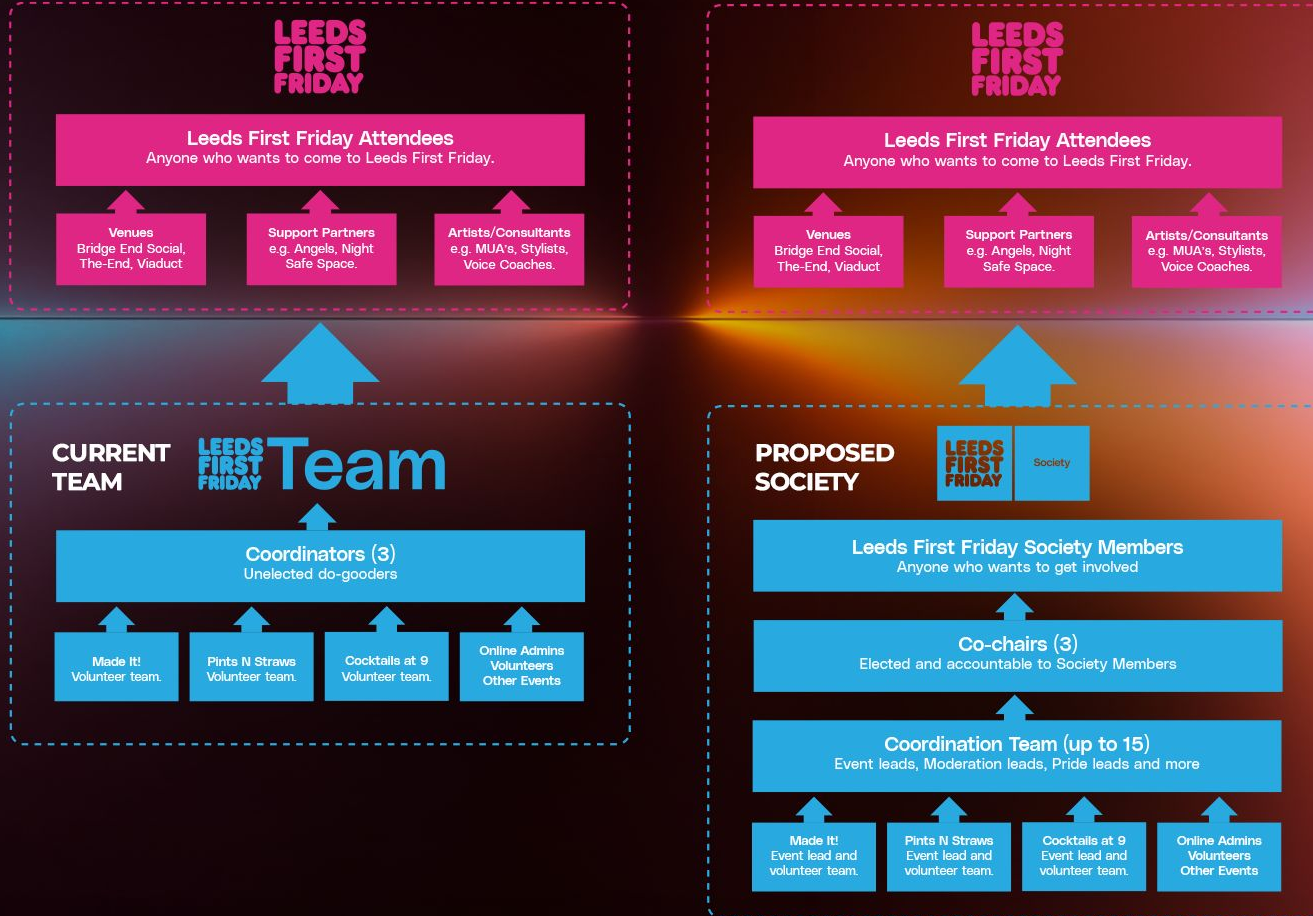 LEEDS
FIRST
FRIDAY
Leeds First Friday Attendees
Anyone who wants to come to Leeds First Friday.
Venues
Bridge End Social,
The-End, Viaduct
Support Partners
e.g. Angels, Night
Safe Space.
Artists/Consultants
e.g. MUA's, Stylists,
Voice Coaches.
CURRENT
TEAM
LEEDS
FIRST
FRIDAY
Team
Coordinators (3)
Unelected do-gooders
Made It!
Volunteer team.
Pints N Straws
Volunteer team.
Cocktails at 9
Volunteer team.
Online Admins
Volunteers
Other Events
LEEDS
FIRST
FRIDAY
Leeds First Friday Attendees
Anyone who wants to come to Leeds First Friday.
Venues
Bridge End Social,
The-End, Viaduct
Support Partners
e.g. Angels, Night
Safe Space.
Artists/Consultants
e.g. MUA's, Stylists,
Voice Coaches.
PROPOSED
SOCIETY
LEEDS
FIRST
FRIDAY
Society
Leeds First Friday Society Members
Anyone who wants to get involved
Co-chairs (3)
Elected and accountable to Society Members
Coordination Team (up to 15)
Event leads, Moderation leads, Pride leads and more
Made It!
Event lead and
volunteer team.
Pints N Straws
Event lead and
volunteer team.
Cocktails at 9
Event lead and
volunteer team.
Online Admins
Volunteers
Other Events